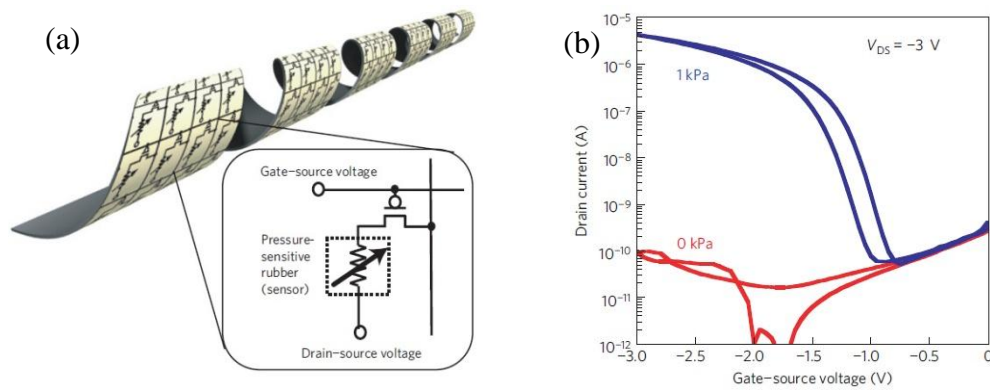 (a)
Gate–source voltage
Pressure-
sensitive
rubber
(sensor)
Drain–source voltage
(b)
10⁻⁵
10⁻⁶
10⁻⁷
10⁻⁸
10⁻⁹
10⁻¹⁰
10⁻¹¹
10⁻¹²
Drain current (A)
V_DS = −3 V
1 kPa
0 kPa
−3.0 −2.5 −2.0 −1.5 −1.0 −0.5 0
Gate–source voltage (V)